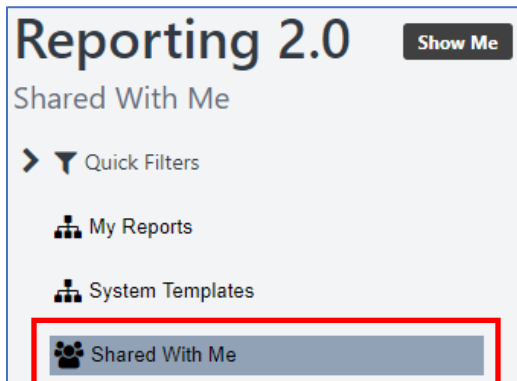 Reporting 2.0
Show Me
Shared With Me
Quick Filters
My Reports
System Templates
Shared With Me